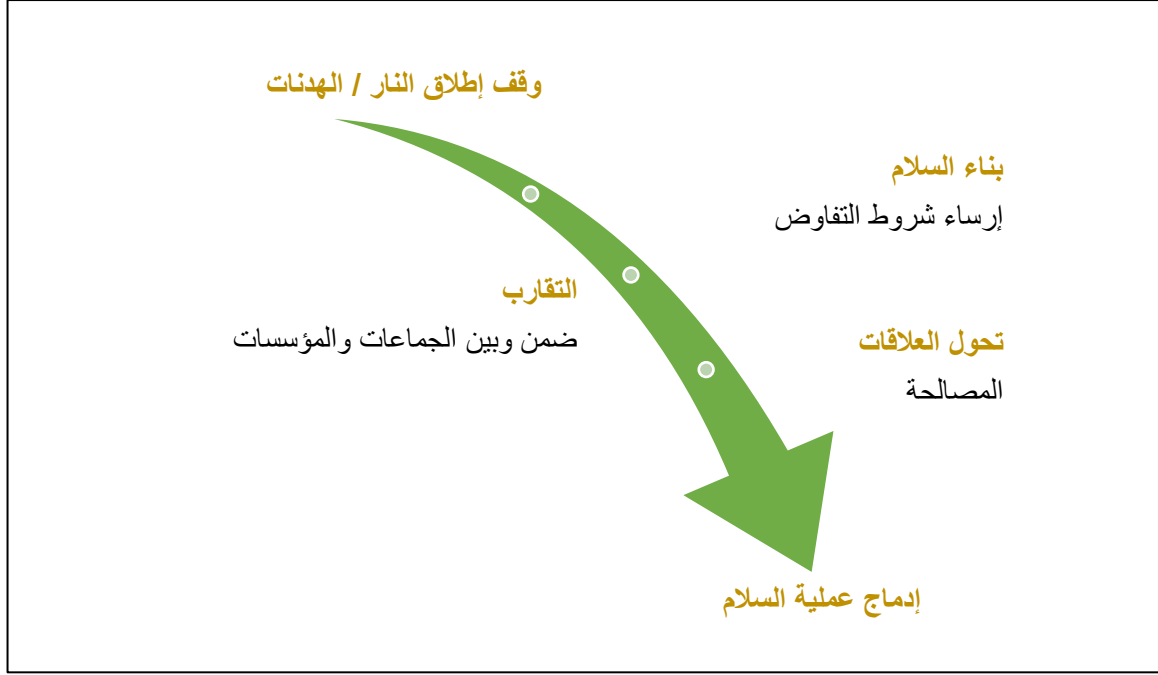 وقف إطلاق النار / الهدنات
بناء السلام
إرساء شروط التفاوض
التقارب
ضمن وبين الجماعات والمؤسسات
تحول العلاقات
المصالحة
إدماج عملية السلام